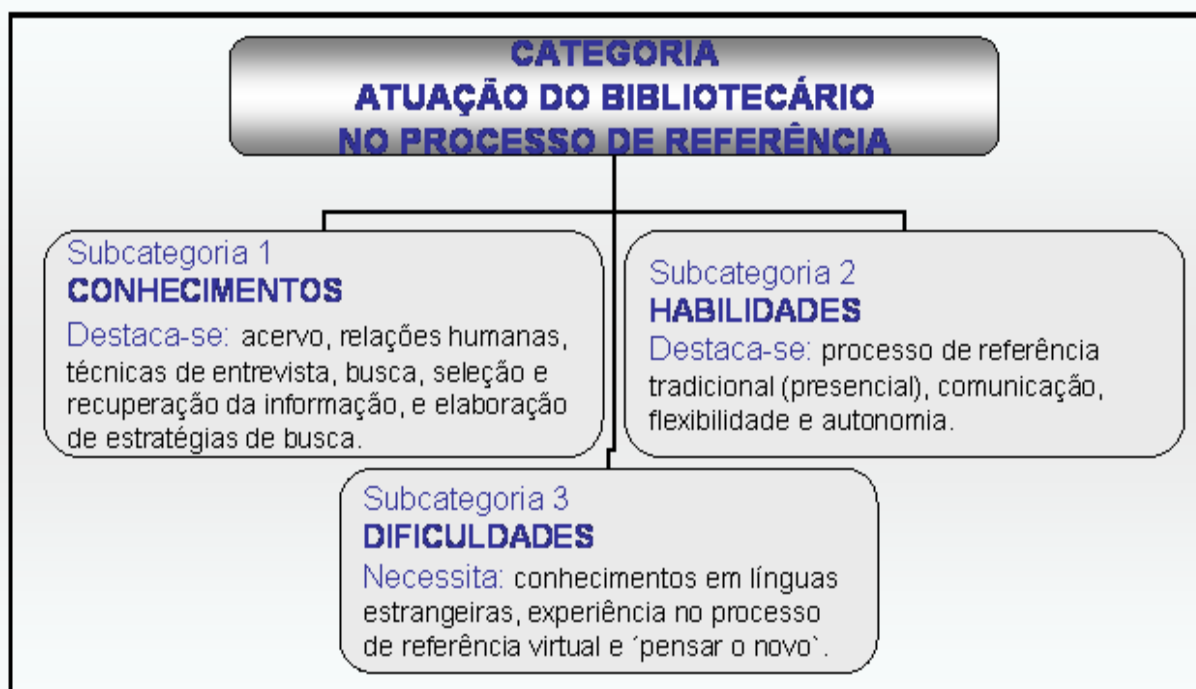 CATEGORIA
ATUAÇÃO DO BIBLIOTECÁRIO
NO PROCESSO DE REFERÊNCIA
Subcategoria 1
CONHECIMENTOS
Destaca-se: acervo, relações humanas,
técnicas de entrevista, busca, seleção e
recuperação da informação, e elaboração
de estratégias de busca.
Subcategoria 2
HABILIDADES
Destaca-se: processo de referência
tradicional (presencial), comunicação,
flexibilidade e autonomia.
Subcategoria 3
DIFICULDADES
Necessita: conhecimentos em línguas
estrangeiras, experiência no processo
de referência virtual e ´pensar o novo`.